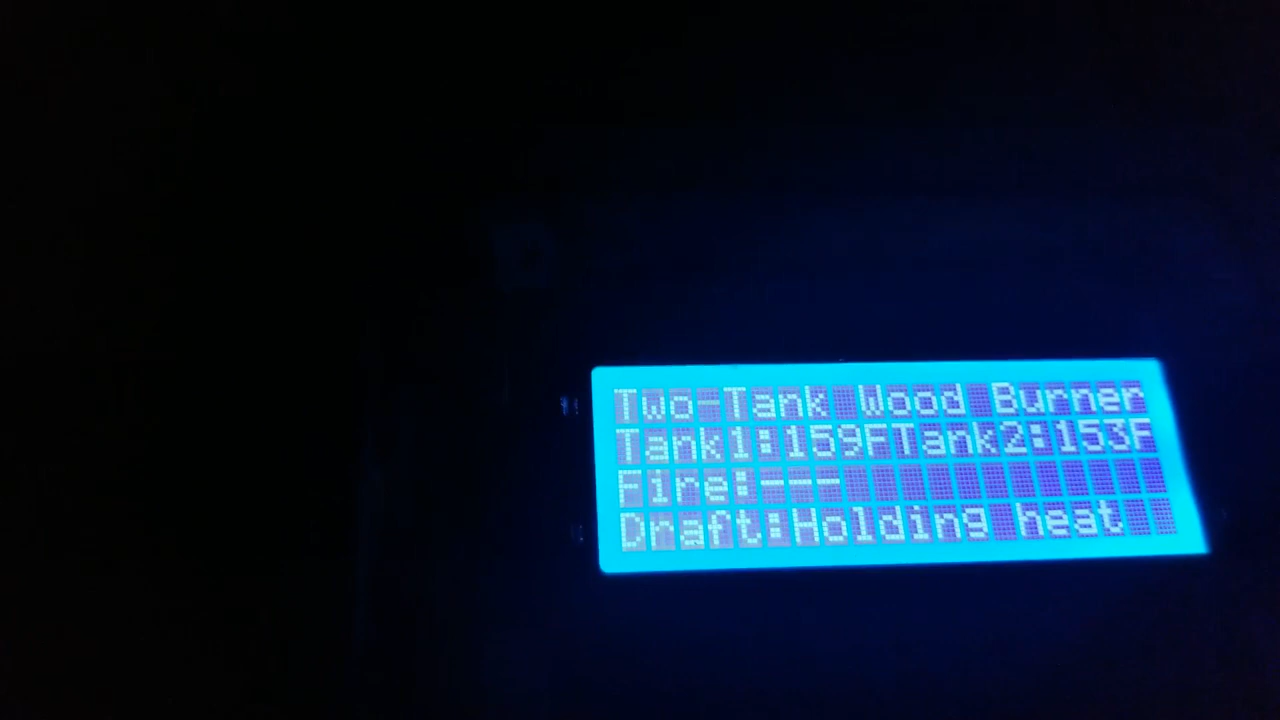 Two-Tank Wood Burner
Tank1:159FTank2:153F
Fire:---
Draft:Holding heat